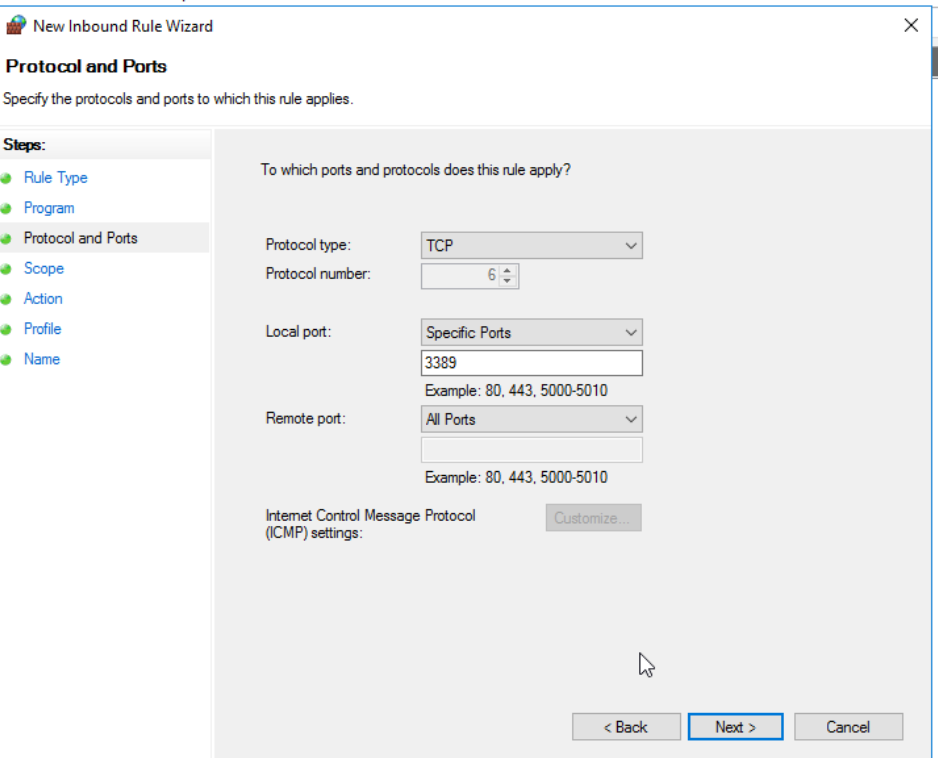 New Inbound Rule Wizard
Protocol and Ports
Specify the protocols and ports to which this rule applies.
Steps:
Rule Type
Program
Protocol and Ports
Scope
Action
Profile
Name
To which ports and protocols does this rule apply?
Protocol type: TCP
Protocol number: 6
Local port: Specific Ports
3389
Example: 80, 443, 5000-5010
Remote port: All Ports
Example: 80, 443, 5000-5010
Internet Control Message Protocol
(ICMP) settings:
Customize...
< Back Next > Cancel